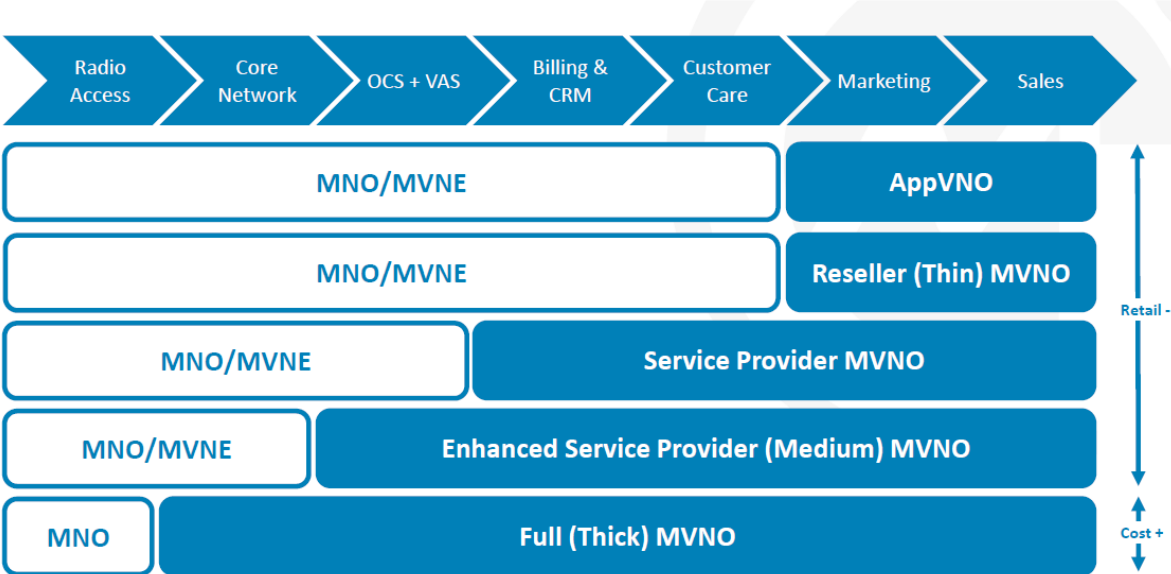 Radio
Access
Core
Network
OCS + VAS
Billing &
CRM
Customer
Care
Marketing
Sales
MNO/MVNE
AppVNO
MNO/MVNE
Reseller (Thin) MVNO
Retail -
MNO/MVNE
Service Provider MVNO
MNO/MVNE
Enhanced Service Provider (Medium) MVNO
MNO
Full (Thick) MVNO
Cost +